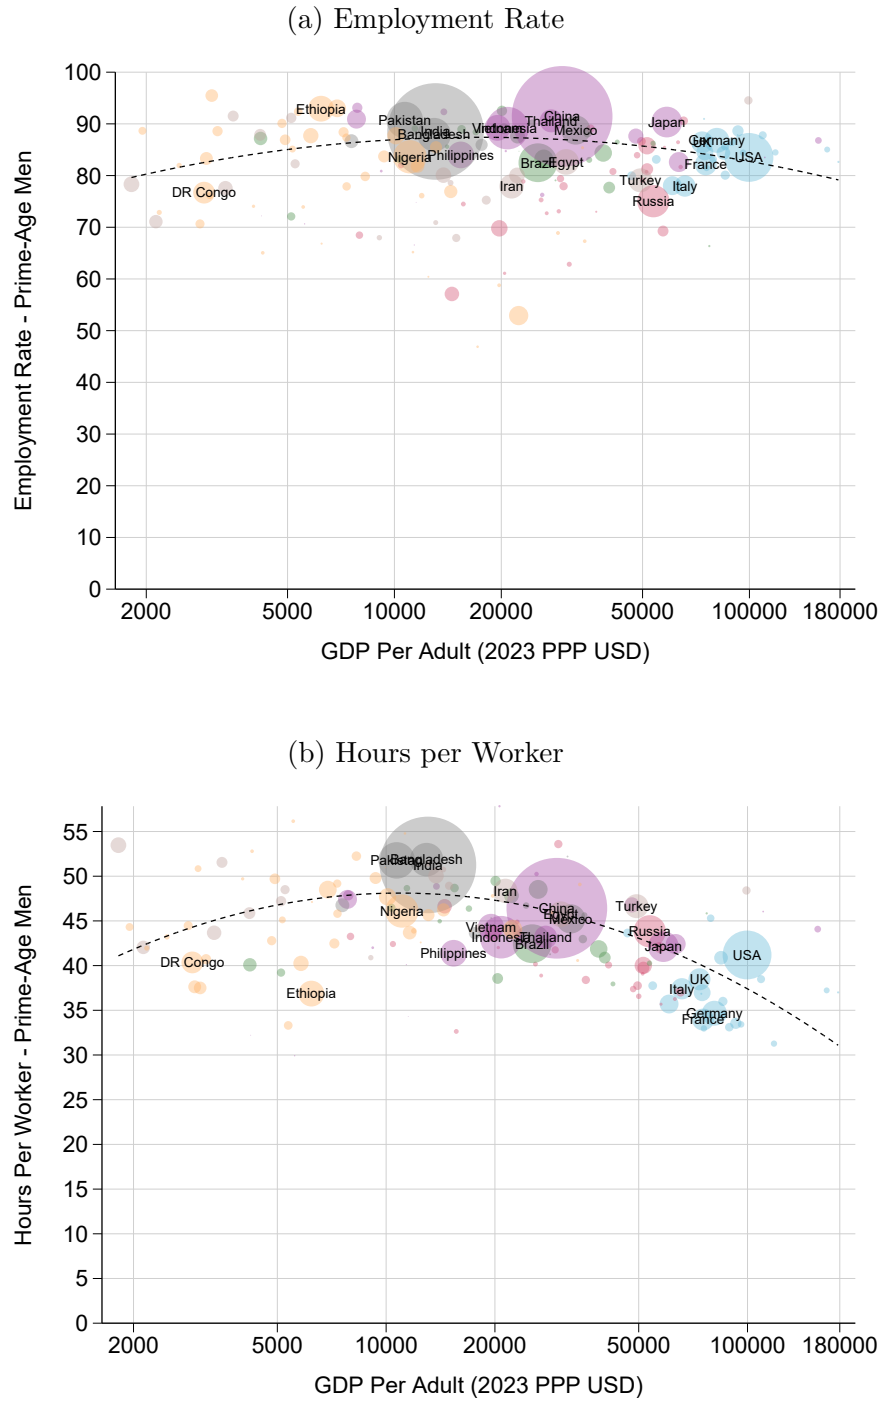 (a) Employment Rate
Employment Rate - Prime-Age Men
100
90
80
70
60
50
40
30
20
10
0
Ethiopia
Pakistan
India
Bangladesh
Nigeria
Philippines
DR Congo
Vietnam
Indonesia
China
Thailand
Mexico
Brazil
Egypt
Iran
Japan
Germany
UK
USA
France
Turkey
Italy
Russia
2000
5000
10000
20000
50000
100000
180000
GDP Per Adult (2023 PPP USD)
(b) Hours per Worker
Hours Per Worker - Prime-Age Men
55
50
45
40
35
30
25
20
15
10
5
0
Pakistan
Bangladesh
India
Nigeria
Iran
China
Egypt
Mexico
Vietnam
Indonesia
Thailand
Brazil
Philippines
DR Congo
Ethiopia
Turkey
Russia
Japan
USA
UK
Italy
Germany
France
2000
5000
10000
20000
50000
100000
180000
GDP Per Adult (2023 PPP USD)